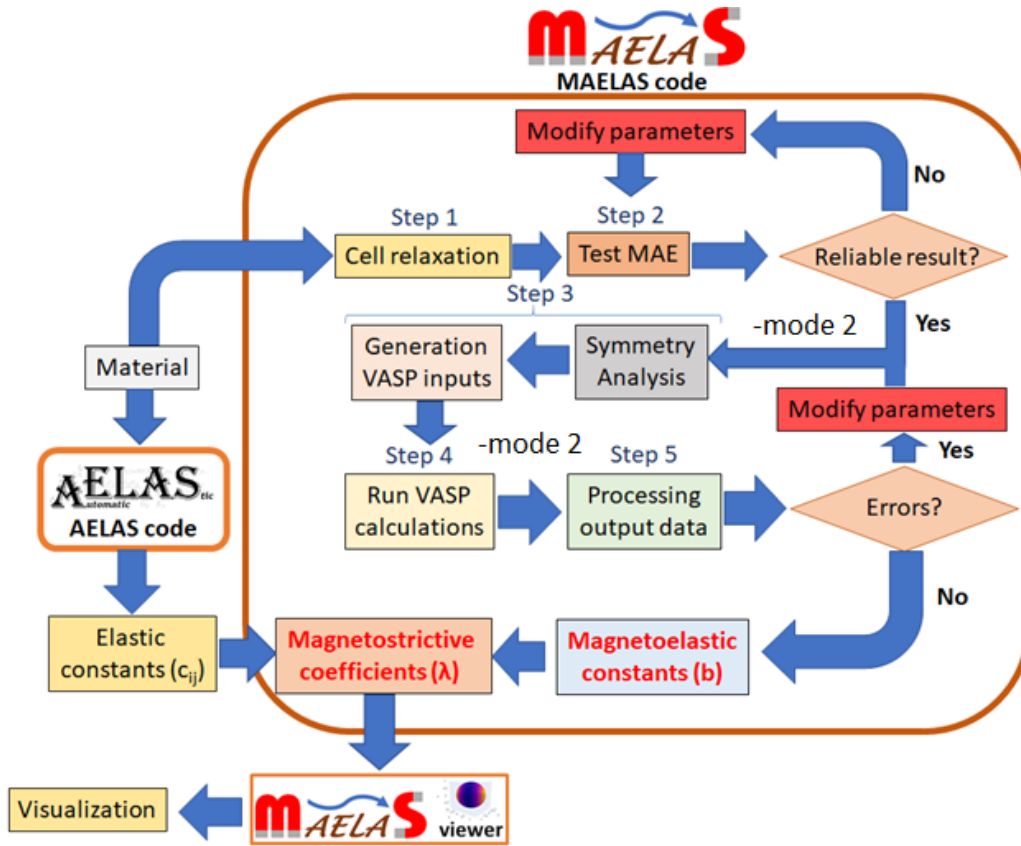 MAELAS
MAELAS code
Modify parameters
No
Step 1
Step 2
Cell relaxation
Test MAE
Reliable result?
Step 3
-mode 2
Yes
Generation
VASP inputs
Symmetry
Analysis
Material
Modify parameters
Yes
-mode 2
Step 4
Step 5
AELAStic
Automatic
AELAS code
Run VASP
calculations
Processing
output data
Errors?
No
Elastic
constants (cij)
Magnetostrictive
coefficients (λ)
Magnetoelastic
constants (b)
Visualization
MAELAS
viewer